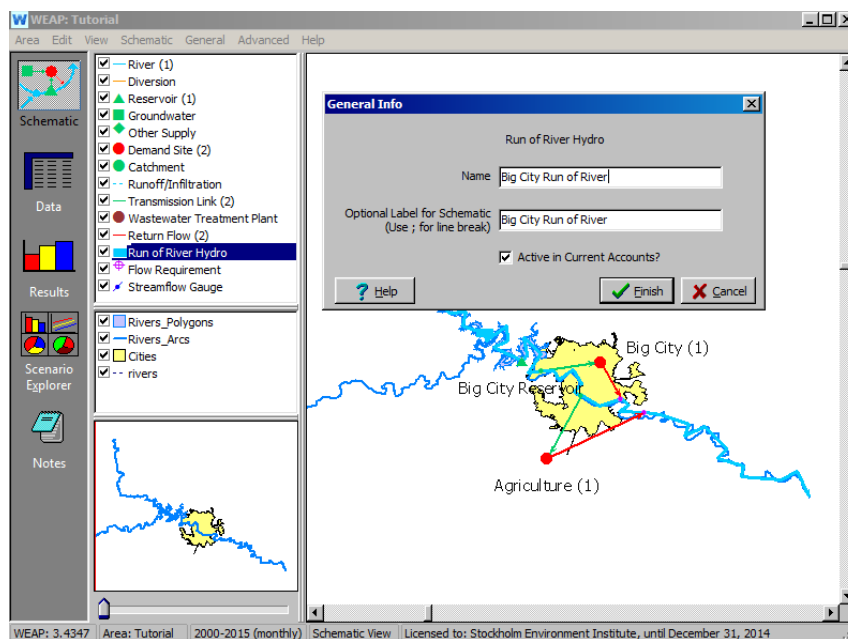 WEAP: Tutorial
Area Edit View Schematic General Advanced Help
Schematic
Data
Results
Scenario
Explorer
Notes
River (1)
Diversion
Reservoir (1)
Groundwater
Other Supply
Demand Site (2)
Catchment
Runoff/Infiltration
Transmission Link (2)
Wastewater Treatment Plant
Return Flow (2)
Run of River Hydro
Flow Requirement
Streamflow Gauge
Rivers_Polygons
Rivers_Arcs
Cities
rivers
General Info
Run of River Hydro
Name Big City Run of River
Optional Label for Schematic
(Use ; for line break) Big City Run of River
Active in Current Accounts?
? Help Finish Cancel
Big City (1)
Big City Reservoir
Agriculture (1)
WEAP: 3.4347 Area: Tutorial 2000-2015 (monthly) Schematic View Licensed to: Stockholm Environment Institute, until December 31, 2014